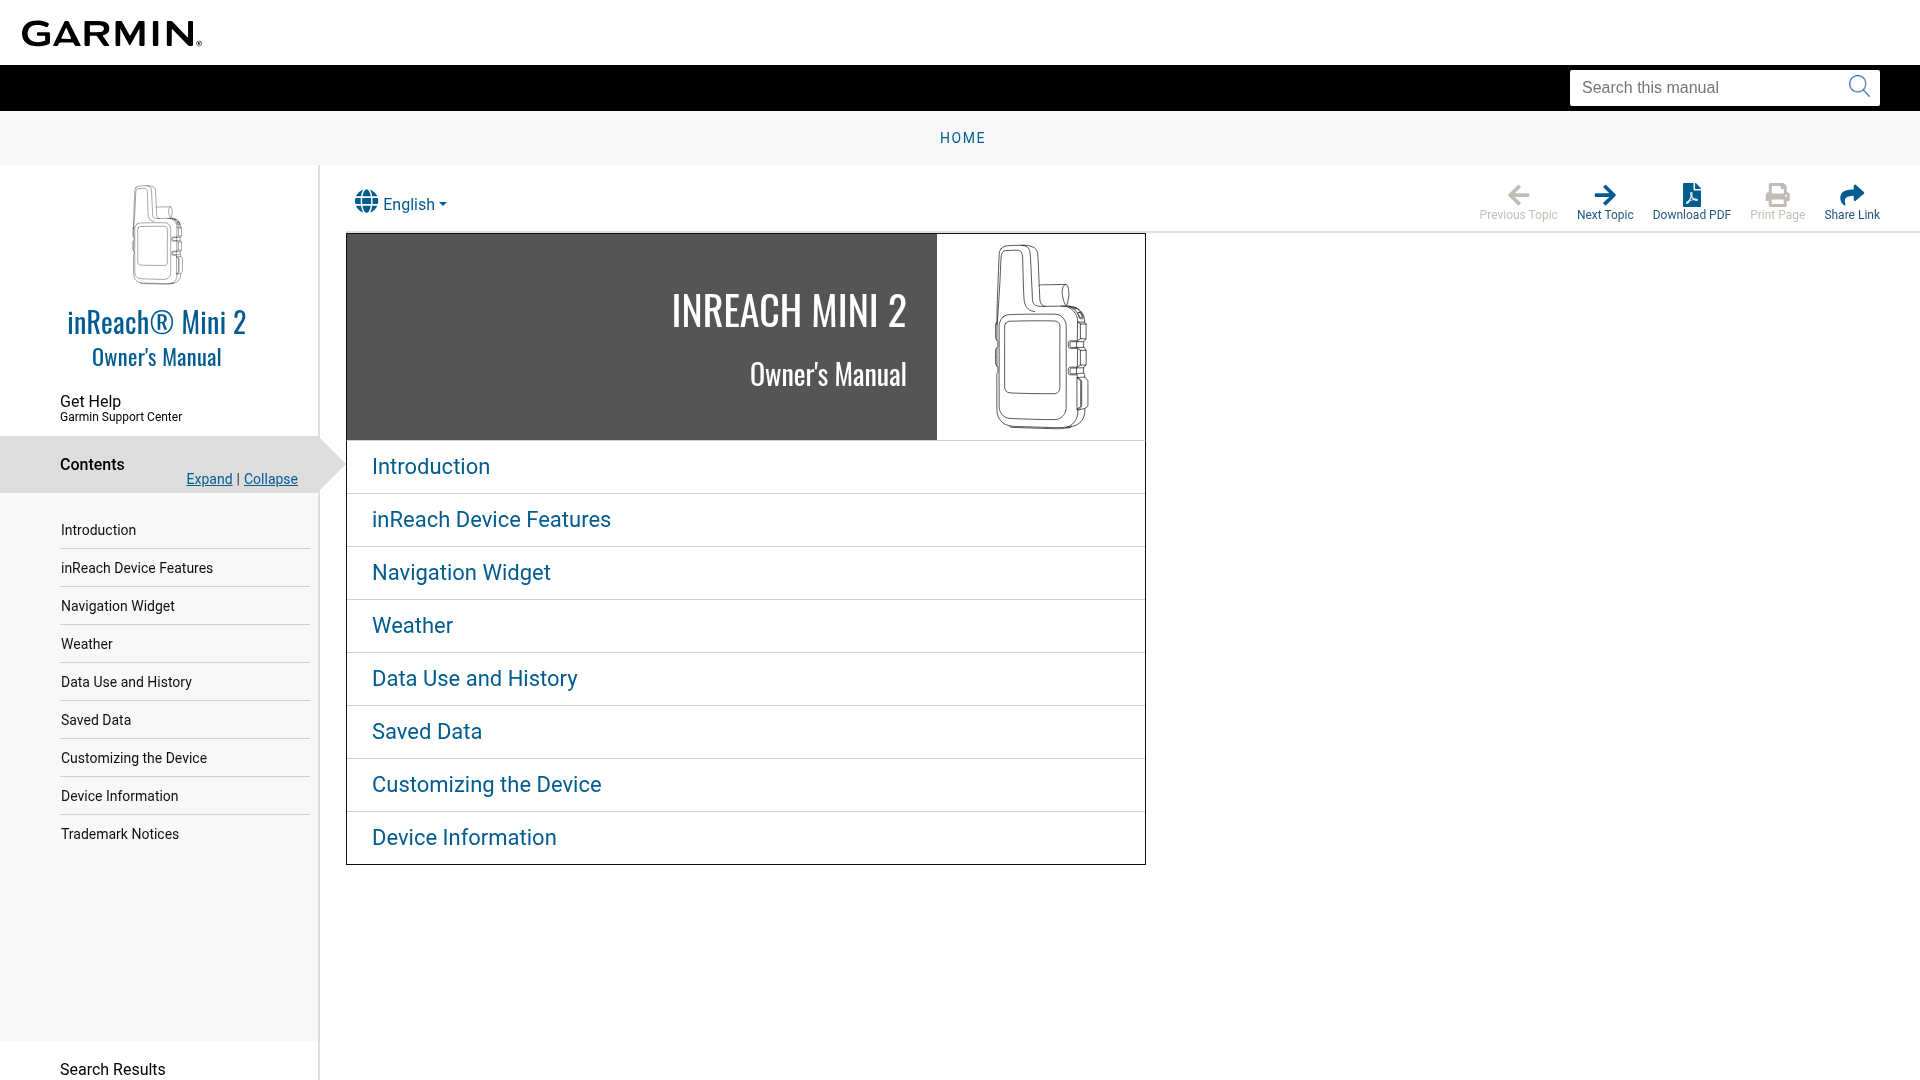 GARMIN®
Search this manual
HOME
inReach® Mini 2
Owner's Manual
Get Help
Garmin Support Center
Contents
Expand | Collapse
Introduction
inReach Device Features
Navigation Widget
Weather
Data Use and History
Saved Data
Customizing the Device
Device Information
Trademark Notices
Search Results
English
Previous Topic
Next Topic
Download PDF
Print Page
Share Link
INREACH MINI 2
Owner's Manual
Introduction
inReach Device Features
Navigation Widget
Weather
Data Use and History
Saved Data
Customizing the Device
Device Information